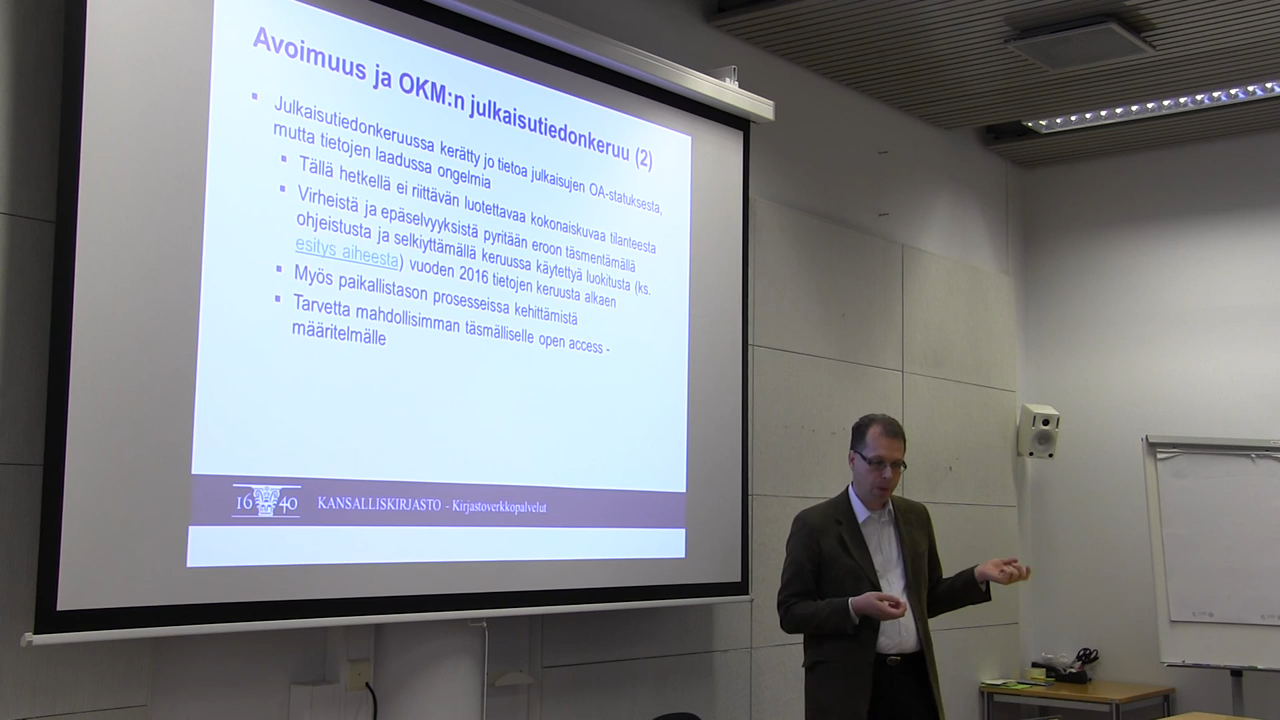 Avoimuus ja OKM:n julkaisutiedonkeruu (2)
▪ Julkaisutiedonkeruussa kerätty jo tietoa julkaisujen OA-statuksesta,
mutta tietojen laadussa ongelmia
▪ Tällä hetkellä ei riittävän luotettavaa kokonaiskuvaa tilanteesta
▪ Virheistä ja epäselvyyksistä pyritään eroon täsmentämällä
ohjeistusta ja selkiyttämällä keruussa käytettyä luokitusta (ks.
esitys aiheesta) vuoden 2016 tietojen keruusta alkaen
▪ Myös paikallistason prosesseissa kehittämistä
▪ Tarvetta mahdollisimman täsmälliselle open access -
määritelmälle
1640 KANSALLISKIRJASTO - Kirjastoverkkopalvelut